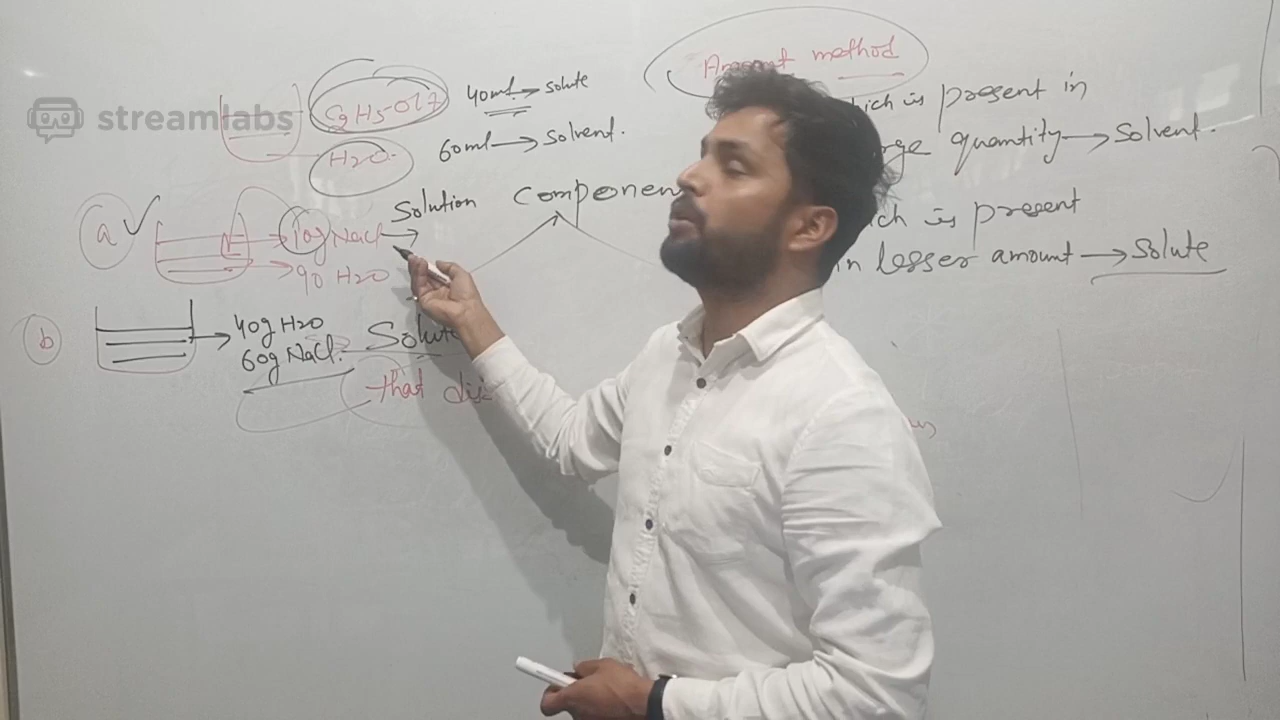 streamlabs
C2H5-OH
H2O.
40ml → solute
60ml → solvent.
Amount method
which is present in
large quantity → Solvent.
which is present
in lesser amount → Solute
Solution
Component
a
10g NaCl →
90 H2O
b
40g H2O
60g NaCl.
Solute
that dis